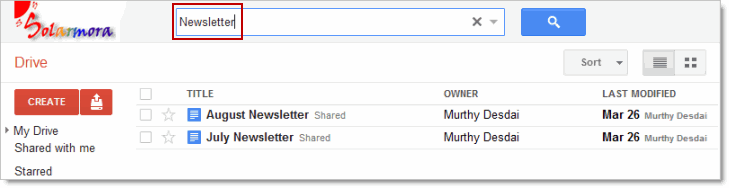 Solarmora
Newsletter
Drive
Sort
CREATE
TITLE OWNER LAST MODIFIED
August Newsletter Shared Murthy Desdai Mar 26 Murthy Desdai
July Newsletter Shared Murthy Desdai Mar 26 Murthy Desdai
My Drive
Shared with me
Starred